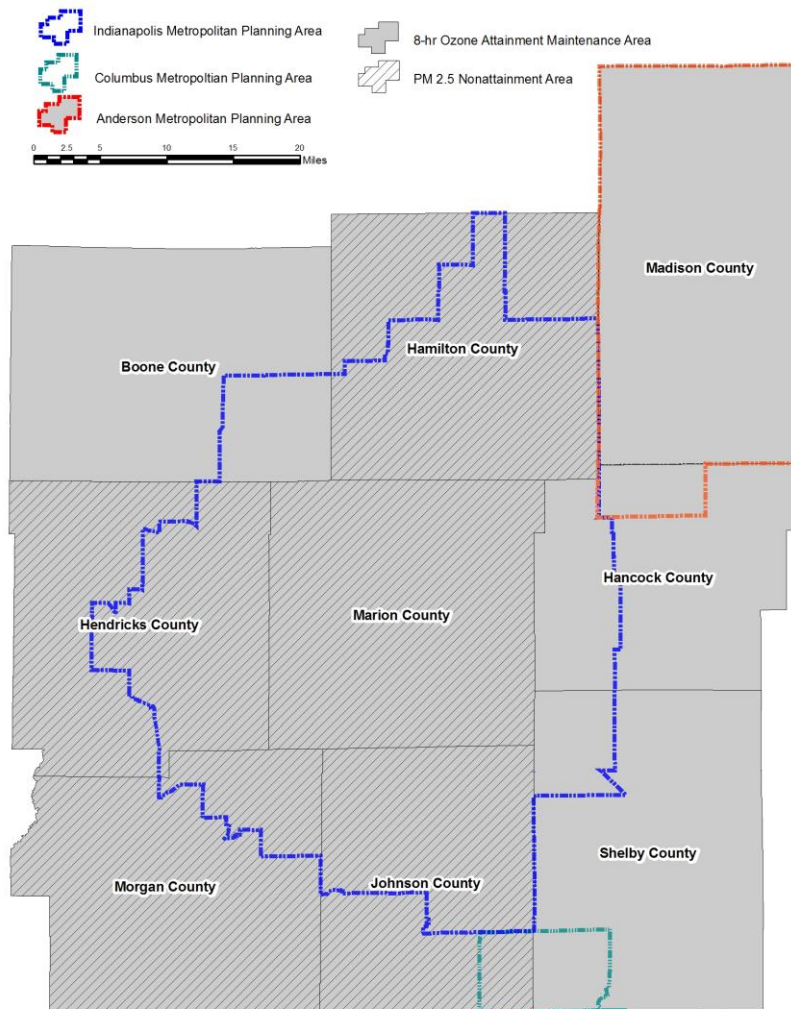 Indianapolis Metropolitan Planning Area
Columbus Metropoltian Planning Area
Anderson Metropolitan Planning Area
8-hr Ozone Attainment Maintenance Area
PM 2.5 Nonattainment Area
0 2.5 5 10 15 20
Miles
Madison County
Boone County
Hamilton County
Hancock County
Hendricks County
Marion County
Shelby County
Morgan County
Johnson County